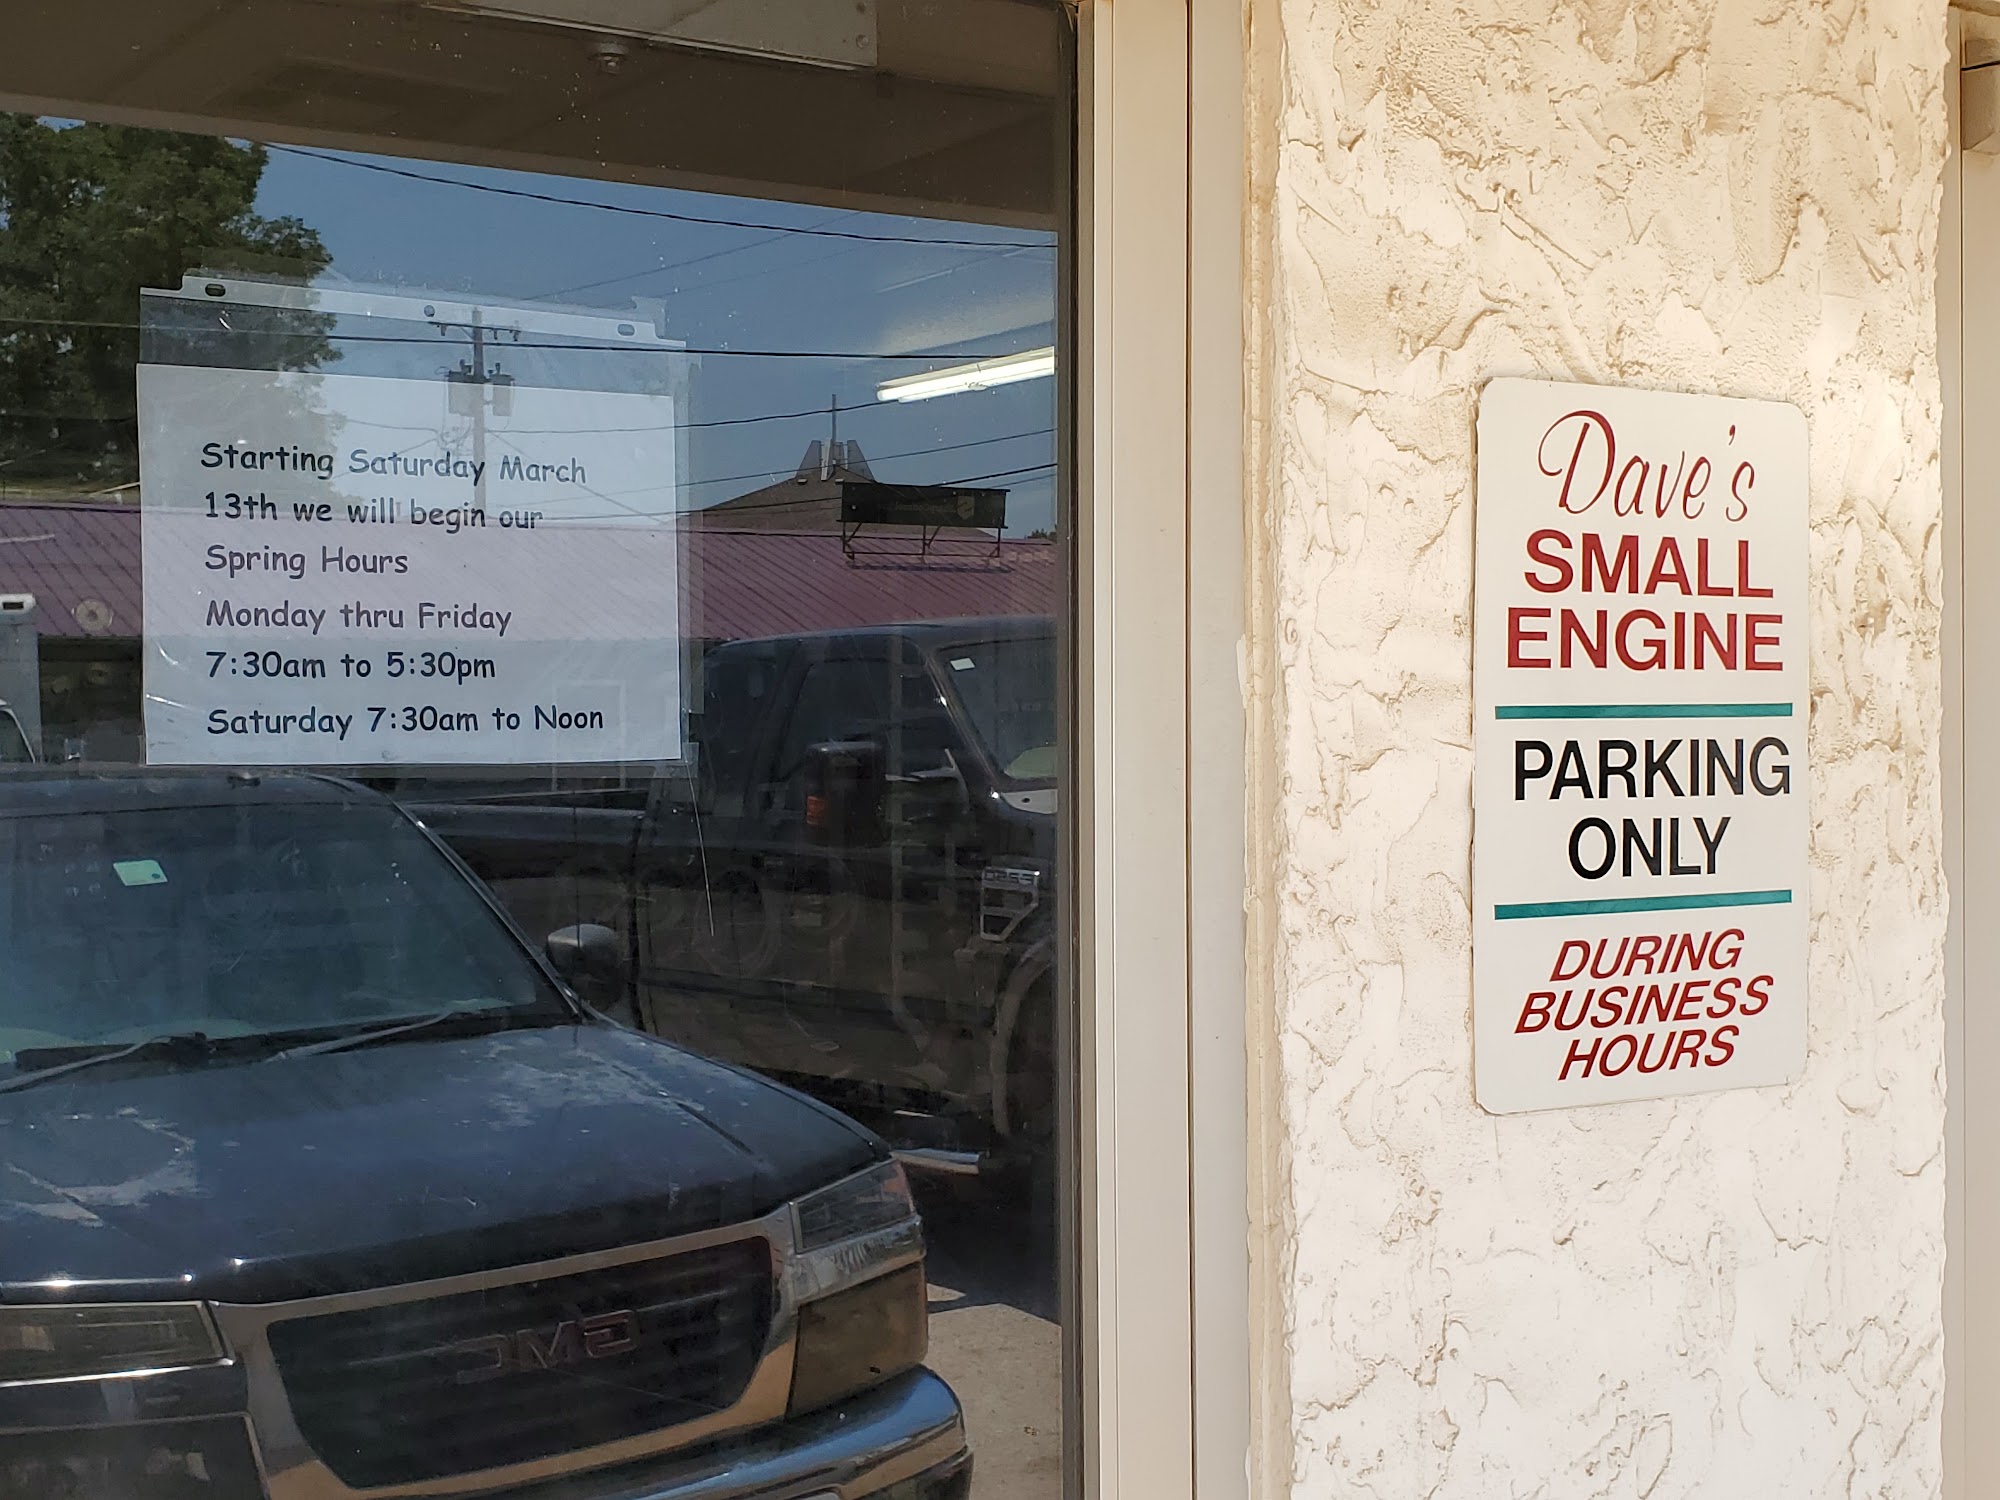 Starting Saturday March
13th we will begin our
Spring Hours
Monday thru Friday
7:30am to 5:30pm
Saturday 7:30am to Noon
Dave's
SMALL
ENGINE
PARKING
ONLY
DURING
BUSINESS
HOURS
GMC